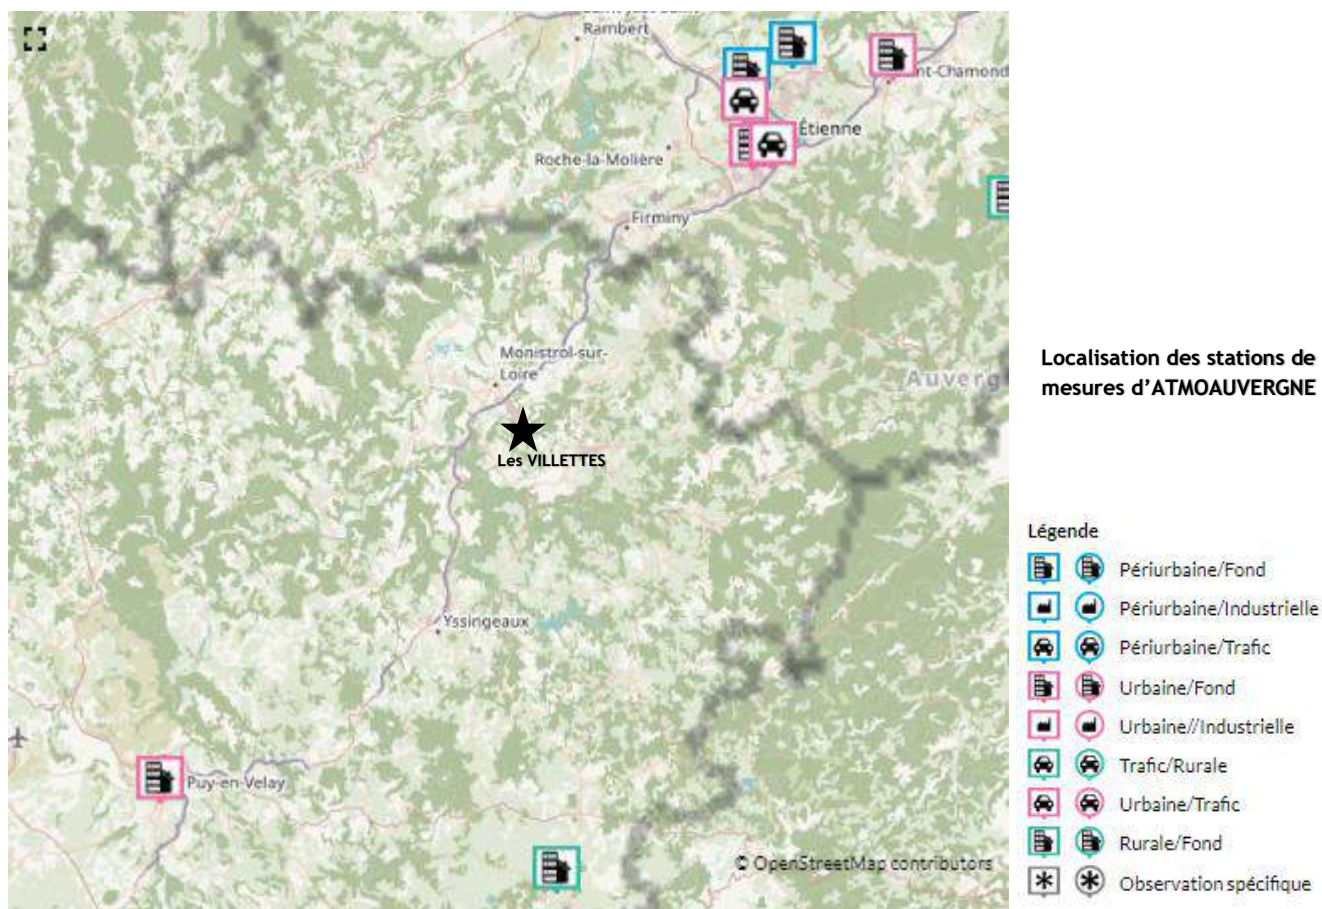 Rambert
nt-Chamond
Étienne
Roche-la-Molière
Firminy
Monistrol-sur-
Loire
Auverg
Les VILLETTES
Yssingeaux
Puy-en-Velay
© OpenStreetMap contributors
Localisation des stations de
mesures d’ATMOAUVERGNE
Légende
Périurbaine/Fond
Périurbaine/Industrielle
Périurbaine/Trafic
Urbaine/Fond
Urbaine//Industrielle
Trafic/Rurale
Urbaine/Trafic
Rurale/Fond
Observation spécifique